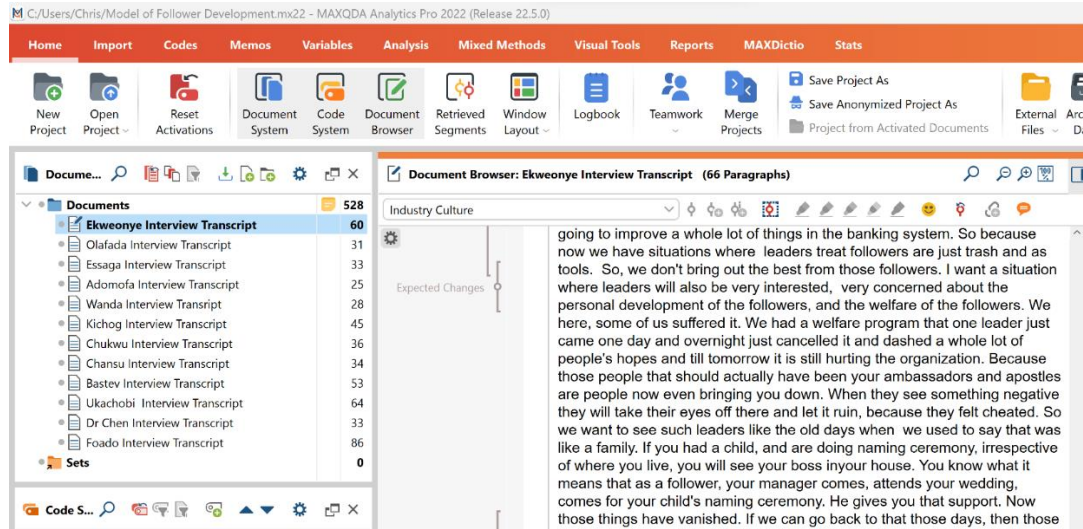 C:/Users/Chris/Model of Follower Development.mx22 - MAXQDA Analytics Pro 2022 (Release 22.5.0)
Home Import Codes Memos Variables Analysis Mixed Methods Visual Tools Reports MAXDictio Stats
New Project
Open Project
Reset Activations
Document System
Code System
Document Browser
Retrieved Segments
Window Layout
Logbook
Teamwork
Merge Projects
Save Project As
Save Anonymized Project As
Project from Activated Documents
External Files
Docume...
Documents 528
Ekweonye Interview Transcript 60
Olafada Interview Transcript 31
Essaga Interview Transcript 33
Adomofa Interview Transcript 25
Wanda Interview Transript 28
Kichog Interview Transcript 45
Chukwu Interview Transcript 36
Chansu Interview Transcript 34
Bastev Interview Transcript 53
Ukachobi Interview Transcript 64
Dr Chen Interview Transcript 33
Foado Interview Transcript 86
Sets 0
Code S...
Document Browser: Ekweonye Interview Transcript (66 Paragraphs)
Industry Culture
Expected Changes
going to improve a whole lot of things in the banking system. So because
now we have situations where leaders treat followers are just trash and as
tools. So, we don't bring out the best from those followers. I want a situation
where leaders will also be very interested, very concerned about the
personal development of the followers, and the welfare of the followers. We
here, some of us suffered it. We had a welfare program that one leader just
came one day and overnight just cancelled it and dashed a whole lot of
people's hopes and till tomorrow it is still hurting the organization. Because
those people that should actually have been your ambassadors and apostles
are people now even bringing you down. When they see something negative
they will take their eyes off there and let it ruin, because they felt cheated. So
we want to see such leaders like the old days when we used to say that was
like a family. If you had a child, and are doing naming ceremony, irrespective
of where you live, you will see your boss inyour house. You know what it
means that as a follower, your manager comes, attends your wedding,
comes for your child's naming ceremony. He gives you that support. Now
those things have vanished. If we can go back to that those days, then those